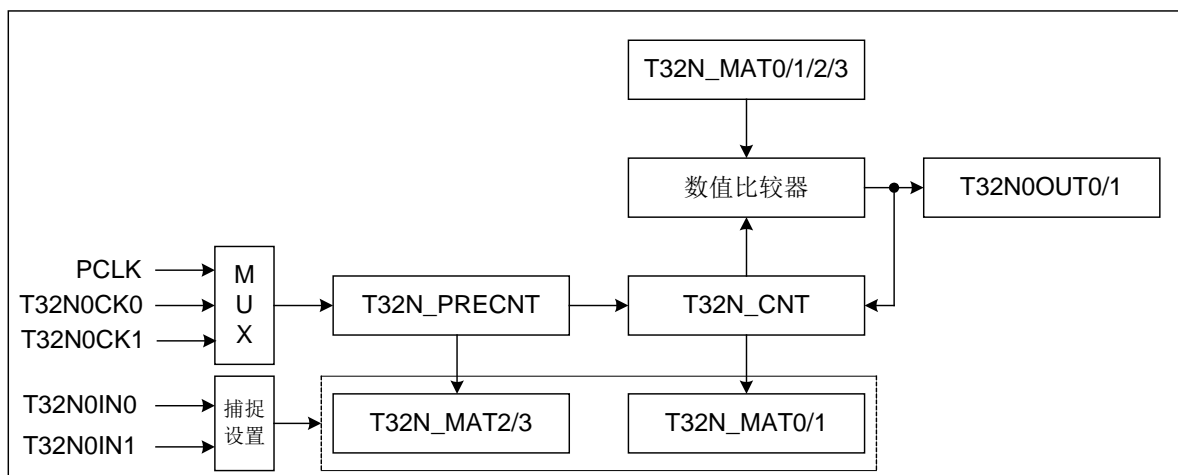 T32N_MAT0/1/2/3
数值比较器
T32N0OUT0/1
PCLK
T32N0CK0
T32N0CK1
M
U
X
T32N_PRECNT
T32N_CNT
T32N0IN0
T32N0IN1
捕捉
设置
T32N_MAT2/3
T32N_MAT0/1